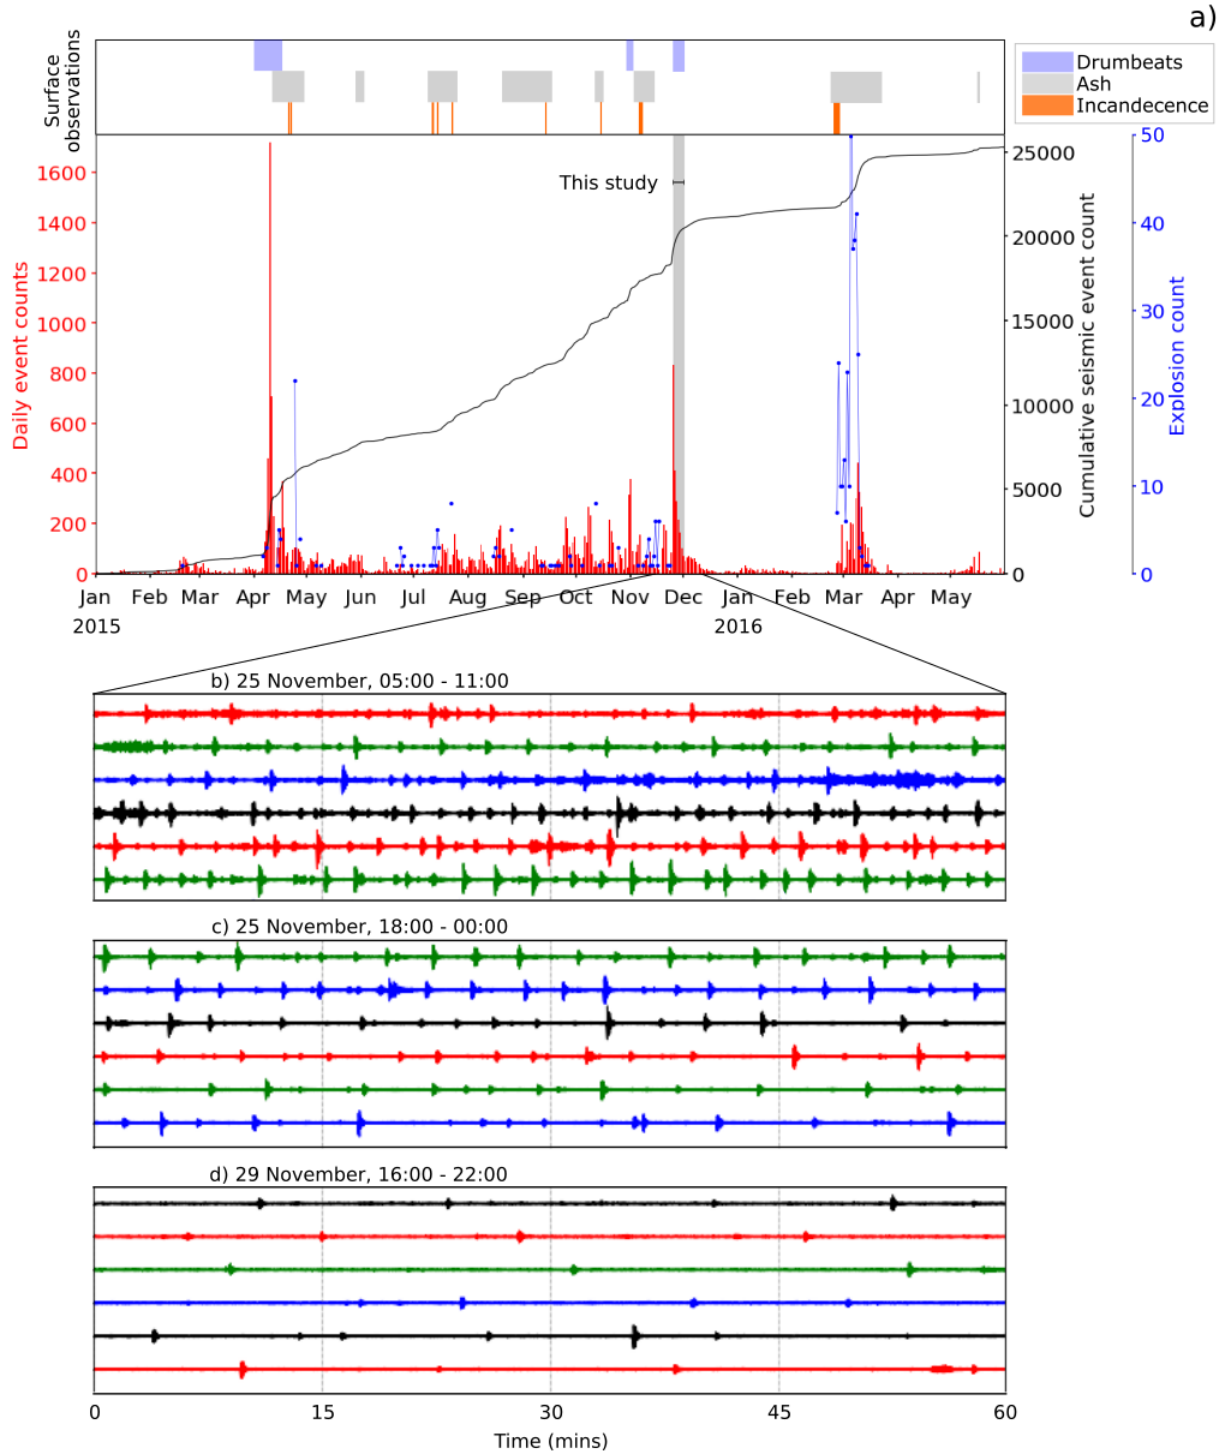 a)
Surface
observations
Drumbeats
Ash
Incandecence
Daily event counts
1600
1400
1200
1000
800
600
400
200
0
This study
25000
20000
15000
10000
5000
0
Cumulative seismic event count
50
40
30
20
10
0
Explosion count
Jan Feb Mar Apr May Jun Jul Aug Sep Oct Nov Dec Jan Feb Mar Apr May
2015 2016
b) 25 November, 05:00 - 11:00
c) 25 November, 18:00 - 00:00
d) 29 November, 16:00 - 22:00
0 15 30 45 60
Time (mins)